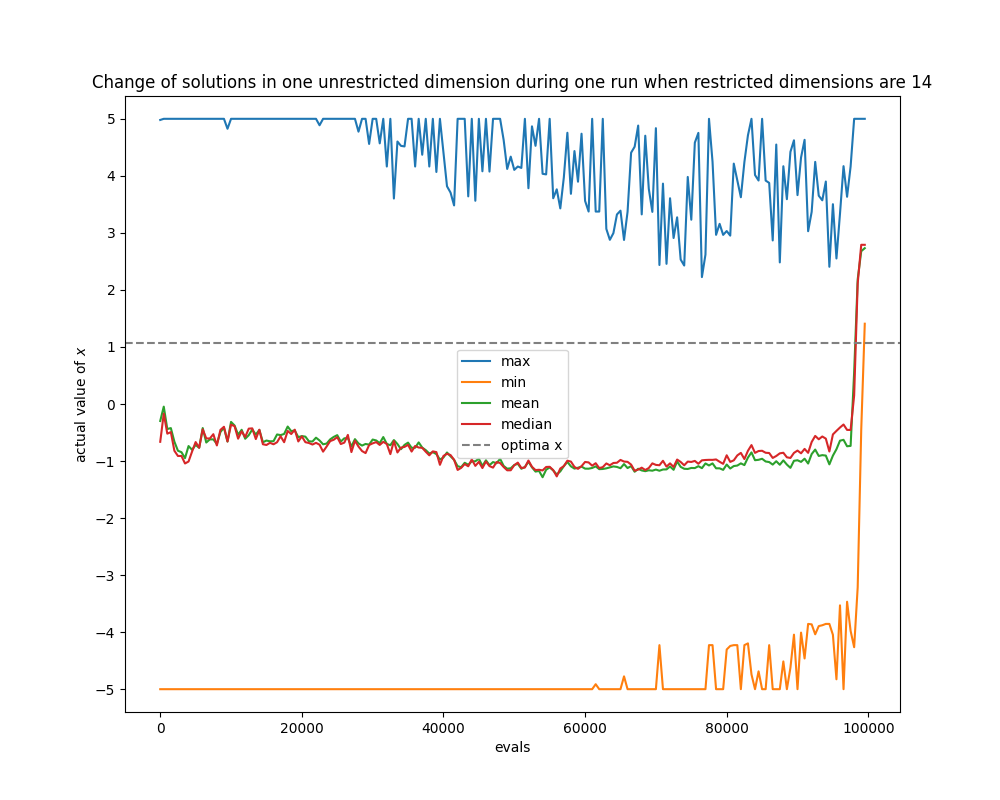 Change of solutions in one unrestricted dimension during one run when restricted dimensions are 14
actual value of x
5
4
3
2
1
0
−1
−2
−3
−4
−5
max
min
mean
median
optima x
0
20000
40000
60000
80000
100000
evals